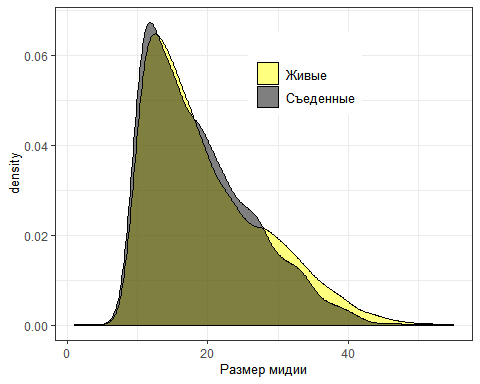 0.06
0.04
0.02
0.00
density
Живые
Съеденные
0
20
40
Размер мидии